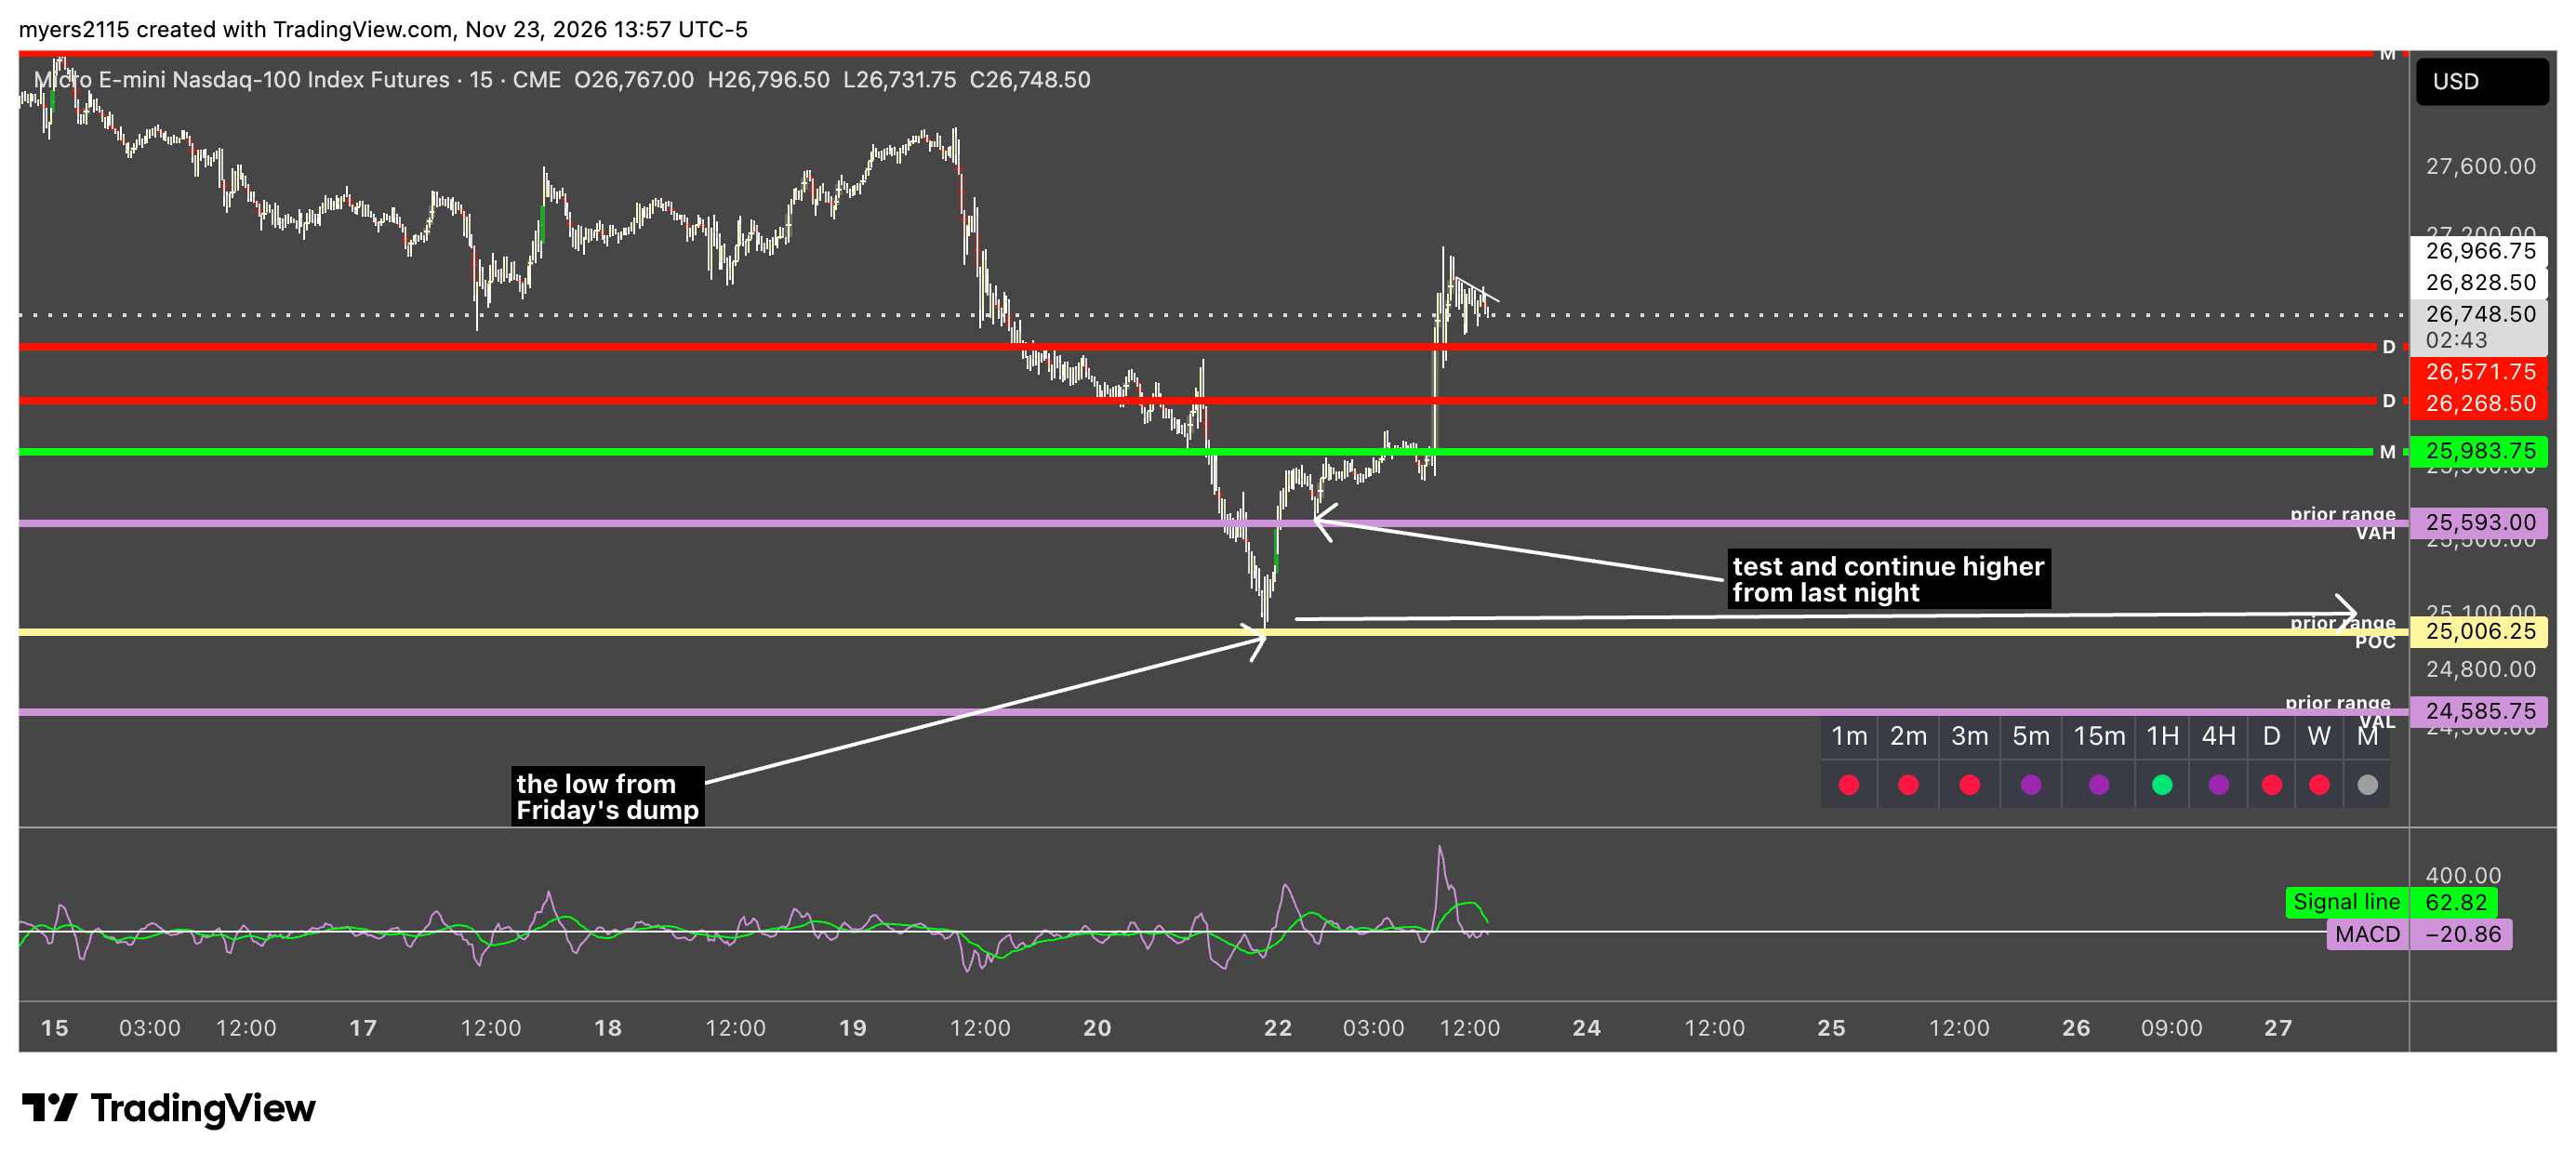 myers2115 created with TradingView.com, Nov 23, 2026 13:57 UTC-5
M
Micro E-mini Nasdaq-100 Index Futures · 15 · CME O26,767.00 H26,796.50 L26,731.75 C26,748.50
USD
27,600.00
27,200.00
26,966.75
26,828.50
26,748.50
02:43
D
26,571.75
D
26,268.50
M
25,983.75
prior range
VAH
25,593.00
test and continue higher
from last night
25,100.00
prior range
POC
25,006.25
24,800.00
prior range
VAL
24,585.75
1m 2m 3m 5m 15m 1H 4H D W M
the low from
Friday's dump
400.00
Signal line 62.82
MACD −20.86
15 03:00 12:00 17 12:00 18 12:00 19 12:00 20 22 03:00 12:00 24 12:00 25 12:00 26 09:00 27
TradingView